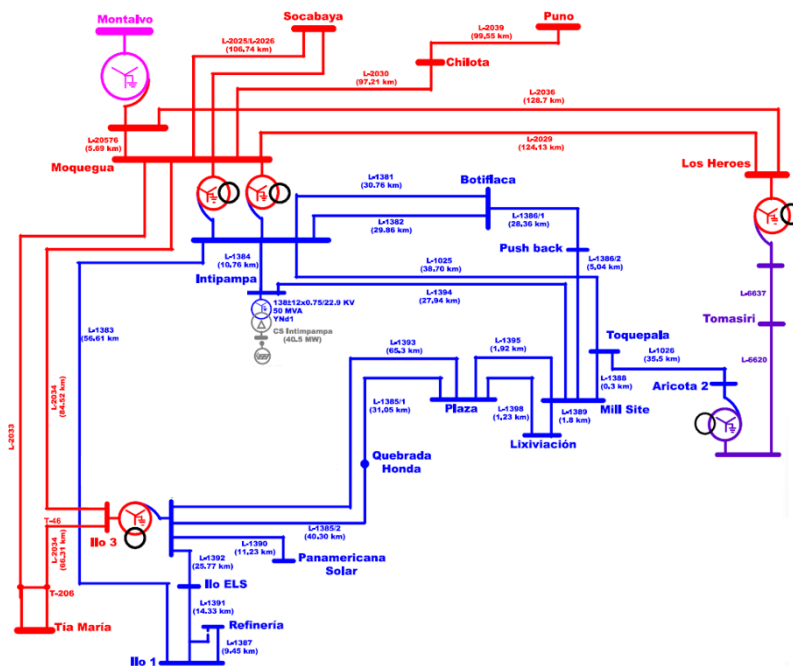 Montalvo
Socabaya
Puno
L-2025/L-2026
(106.74 km)
L-2039
(99,55 km)
Chilota
L-2030
(97,21 km)
L-2036
(128.7 km)
L-20576
(5.69 km)
L-2029
(124.13 km)
Moquegua
Los Heroes
L-1381
(30.76 km)
Botiflaca
L-1382
(29.86 km)
L-1386/1
(28,36 km)
L-1384
(10,76 km)
Intipampa
Push back
L-1025
(38.70 km)
L-1386/2
(5,04 km)
L-1394
(27,94 km)
138±12x0.75/22.9 KV
50 MVA
YNd1
CS Intimpampa
(40.5 MW)
L-6637
Tomasiri
L-1383
(56.61 km
L-1393
(65.3 km)
L-1395
(1,92 km)
Toquepala
L-1026
(35.5 km)
L-6620
L-2034
(84.52 km)
L-1385/1
(31,05 km)
L-1388
(0.3 km)
Aricota 2
Plaza
L-1398
(1,23 km)
L-1389
(1.8 km)
Mill Site
Lixiviación
L-2033
Quebrada
Honda
T-46
Ilo 3
L-1385/2
(40.30 km)
L-2034
(66.31 km)
L-1390
(11,23 km)
L-1392
(25.77 km)
Panamericana
Solar
Ilo ELS
T-206
L-1391
(14.33 km)
Refinería
Tia María
L-1387
(9.45 km)
Ilo 1